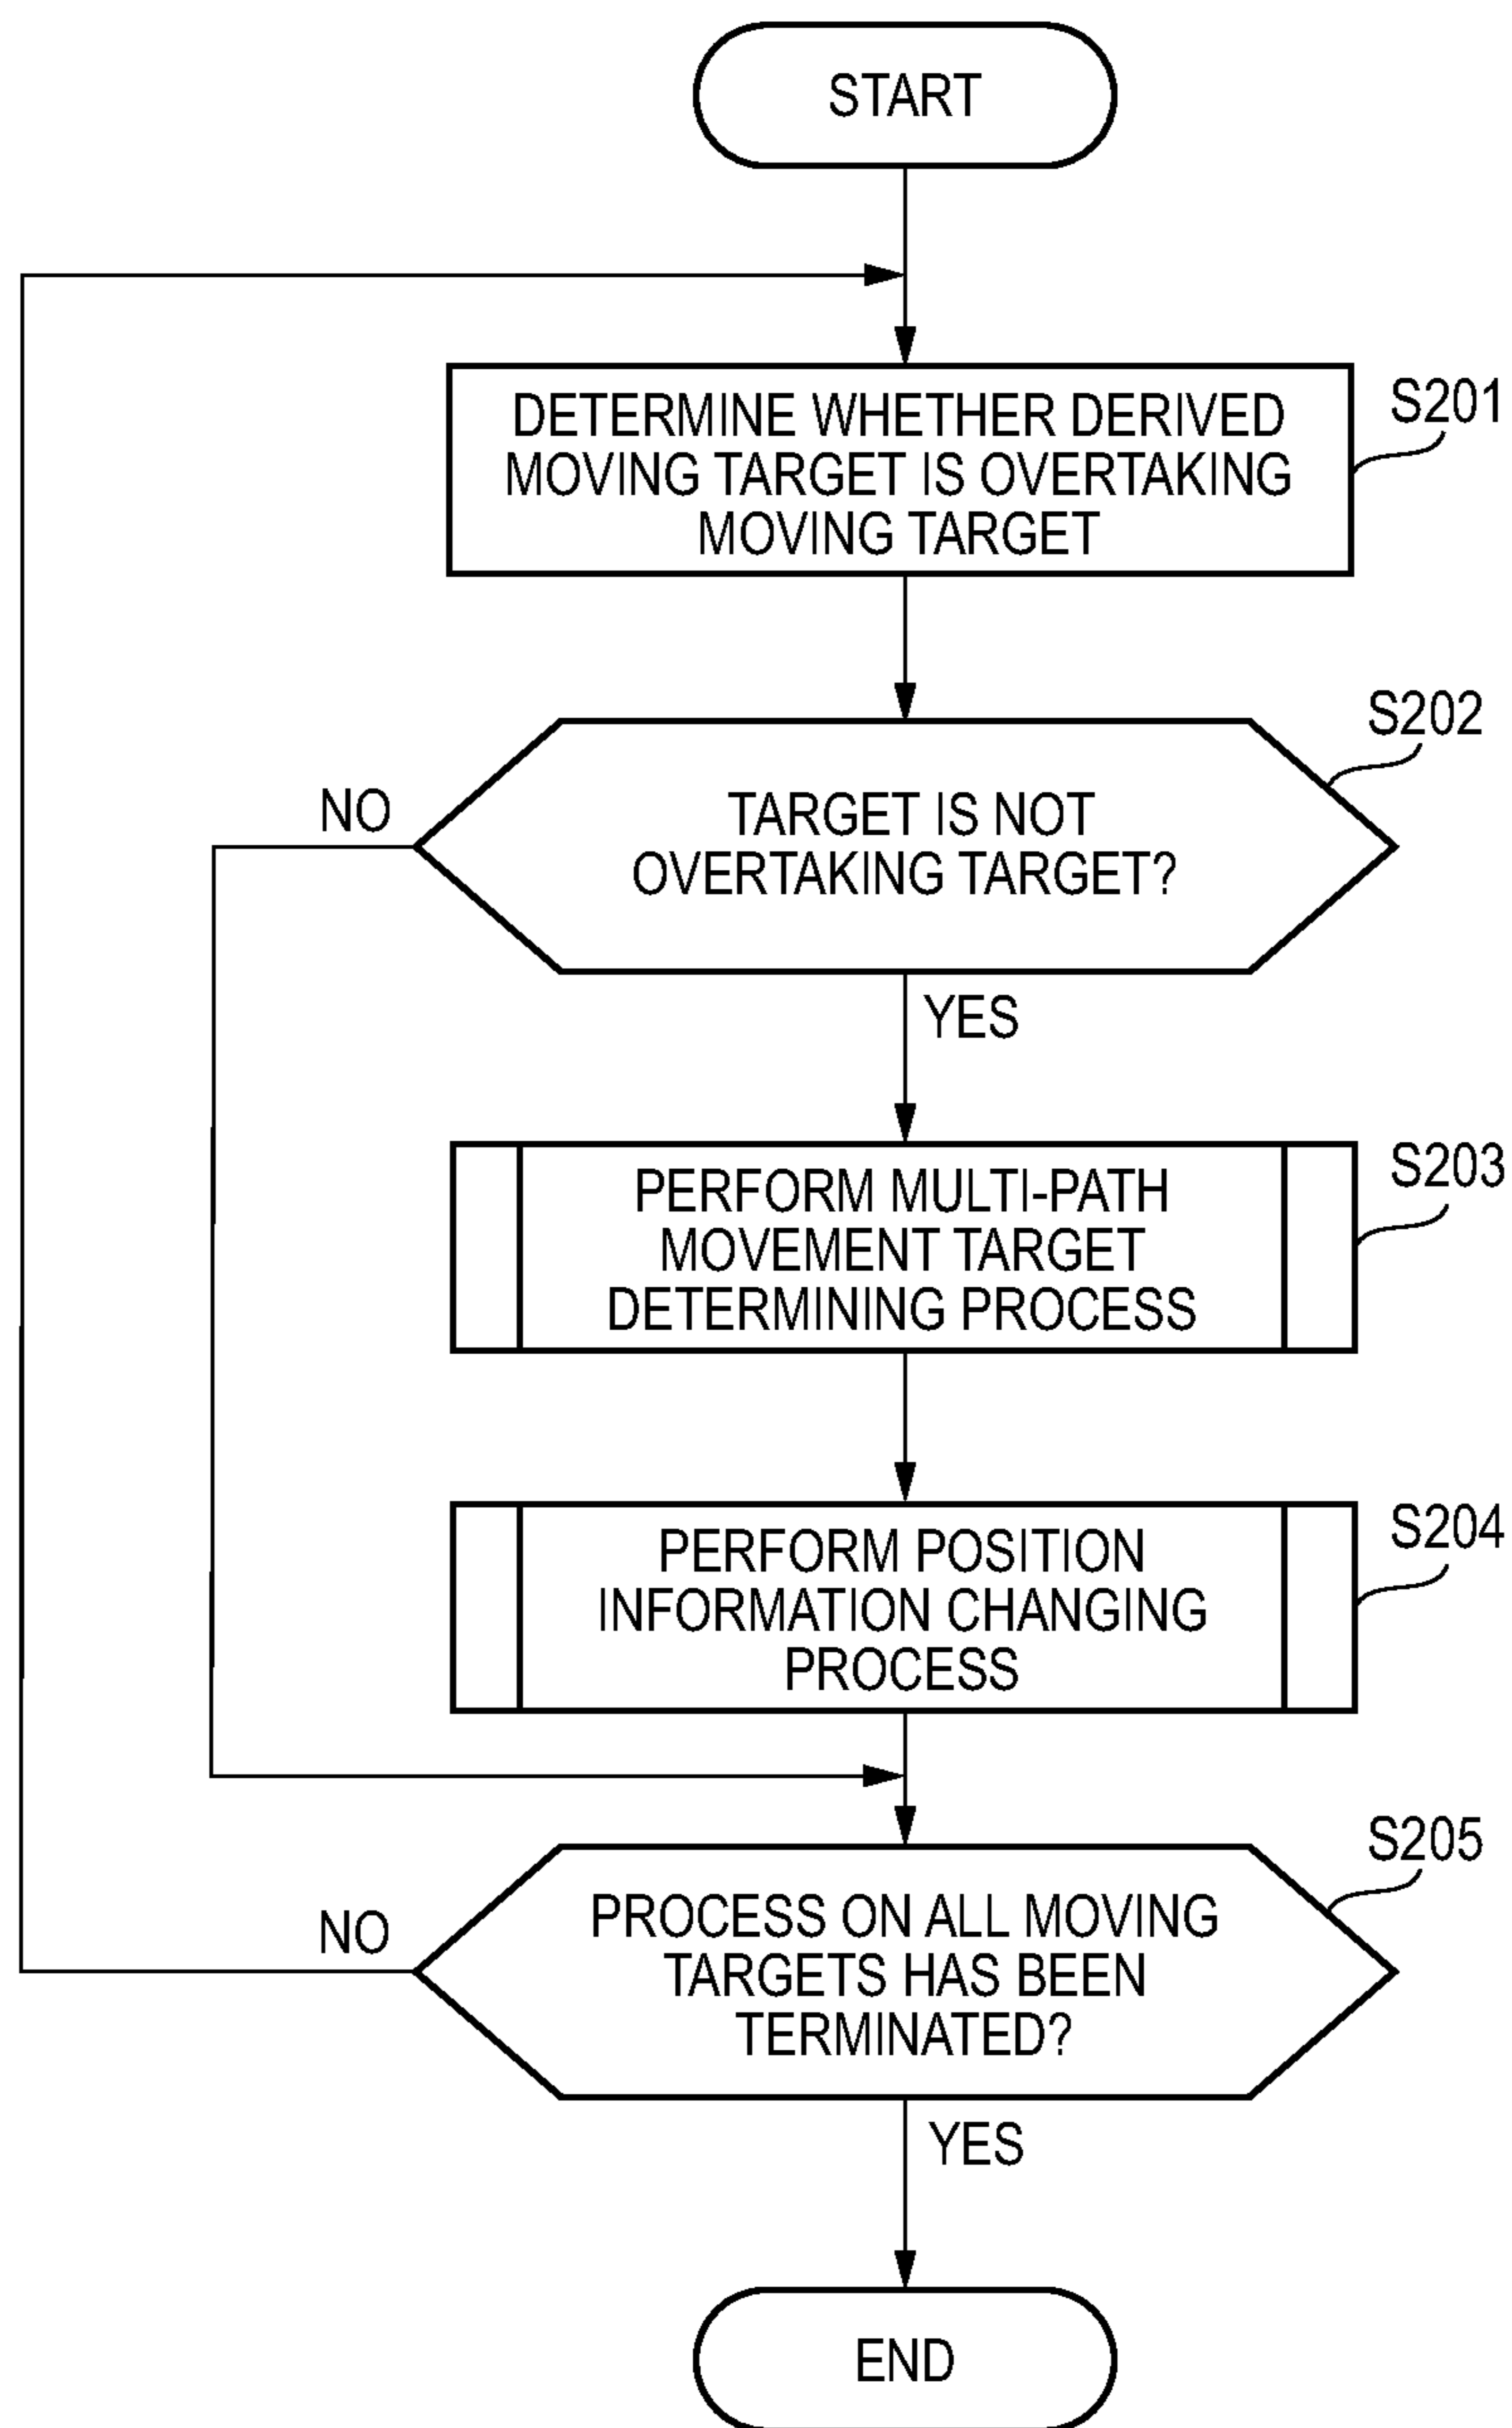 START
DETERMINE WHETHER DERIVED
MOVING TARGET IS OVERTAKING
MOVING TARGET
S201
S202
NO
TARGET IS NOT
OVERTAKING TARGET?
YES
PERFORM MULTI-PATH
MOVEMENT TARGET
DETERMINING PROCESS
S203
PERFORM POSITION
INFORMATION CHANGING
PROCESS
S204
S205
NO
PROCESS ON ALL MOVING
TARGETS HAS BEEN
TERMINATED?
YES
END